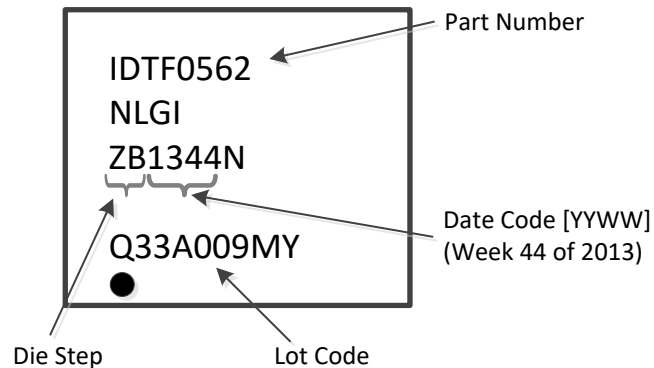 Part Number
IDTF0562
NLGI
ZB1344N
Date Code [YYWW]
(Week 44 of 2013)
Q33A009MY
Die Step
Lot Code